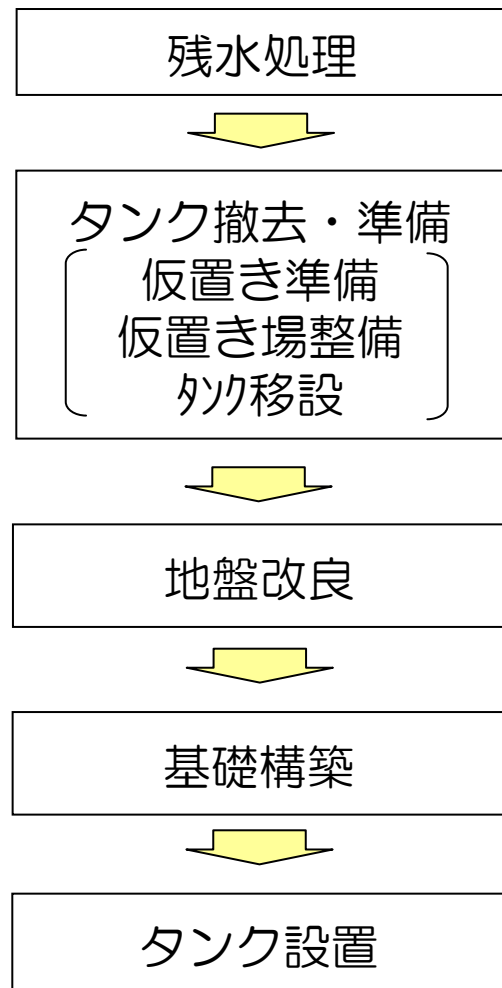 残水処理
タンク撤去・準備
仮置き準備
仮置き場整備
ﾀﾝｸ移設
地盤改良
基礎構築
タンク設置